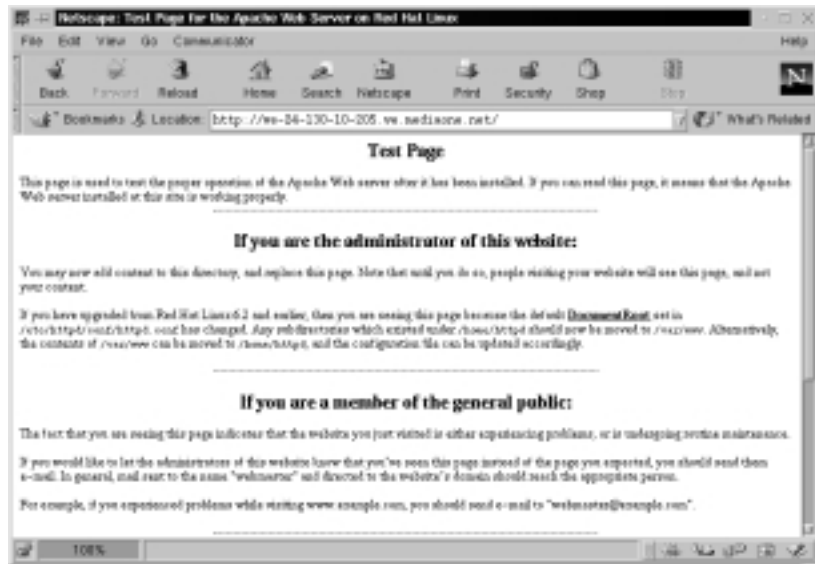 Netscape: Test Page for the Apache Web Server on Red Hat Linux
File Edit View Go Communicator Help
Back Forward Reload Home Search Netscape Print Security Shop Stop
Bookmarks Location: What's Related
Test Page
This page is used to test the proper operation of the Apache Web server after it has been installed. If you can read this page, it means that the Apache
Web server installed at this site is working properly.
If you are the administrator of this website:
You may now add content to this directory, and replace this page. Note that until you do so, people visiting your website will see this page, and not
your content.
If you have upgraded from Red Hat Linux 6.2 and earlier, then you are seeing this page because the default DocumentRoot set in
/etc/httpd/conf/httpd.conf has changed. Any subdirectories which existed under /home/httpd should now be moved to /var/www. Alternatively,
the contents of /var/www can be moved to /home/httpd, and the configuration file can be updated accordingly.
If you are a member of the general public:
The fact that you are seeing this page indicates that the website you just visited is either experiencing problems, or is undergoing routine maintenance.
If you would like to let the administrators of this website know that you've seen this page instead of the page you expected, you should send them
e-mail. In general, mail sent to the name "webmaster" and directed to the website's domain should reach the appropriate person.
For example, if you experienced problems while visiting www.example.com, you should send e-mail to "webmaster@example.com".
100%